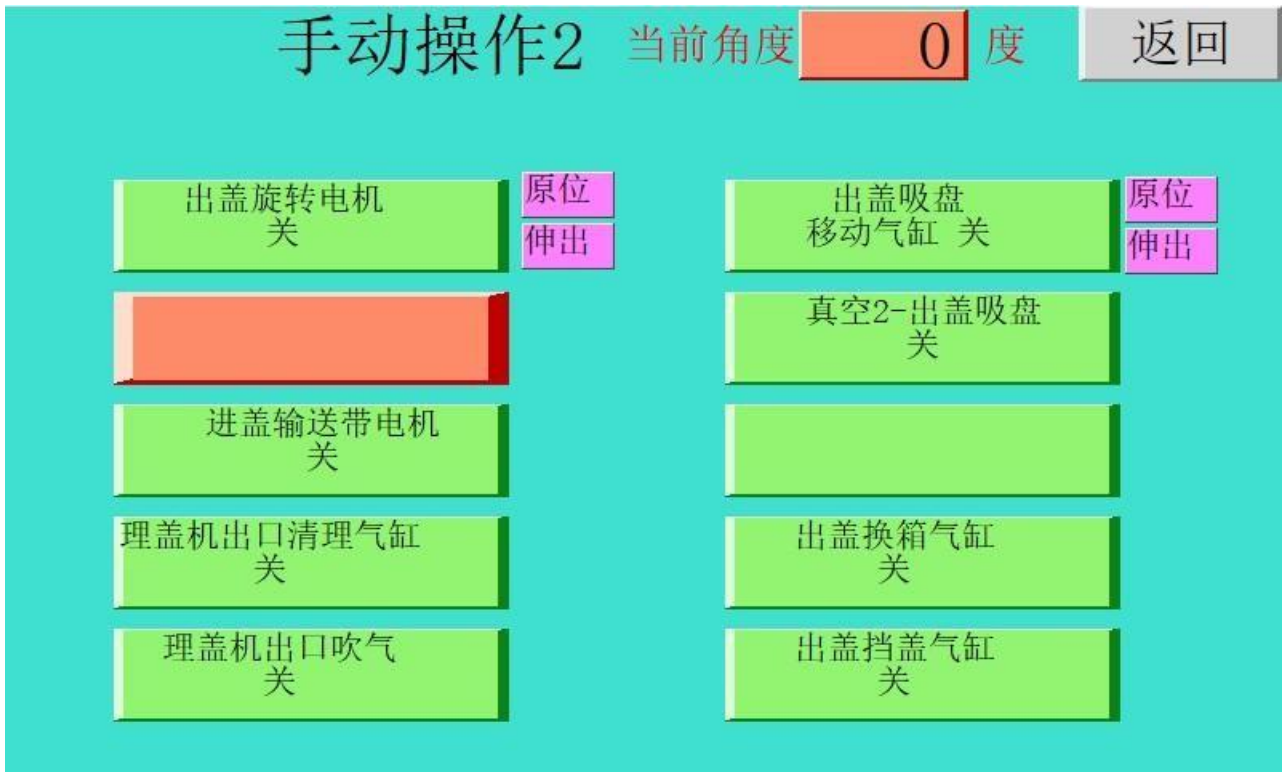 手动操作2 当前角度 0 度 返回
出盖旋转电机
关
原位
伸出
出盖吸盘
移动气缸 关
原位
伸出
真空2-出盖吸盘
关
进盖输送带电机
关
理盖机出口清理气缸
关
出盖换箱气缸
关
理盖机出口吹气
关
出盖挡盖气缸
关